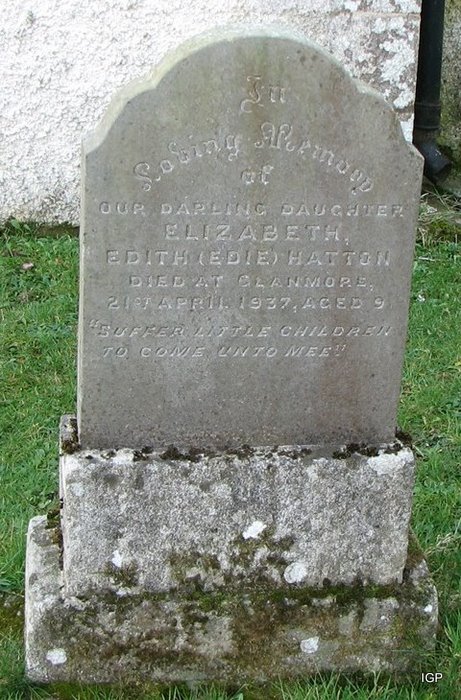 In
Loving Memory
of
OUR DARLING DAUGHTER
ELIZABETH,
EDITH (EDIE) HATTON
DIED AT CLANMORE,
21ST APRIL 1937, AGED 9
"SUFFER LITTLE CHILDREN
TO COME UNTO MEE"
IGP